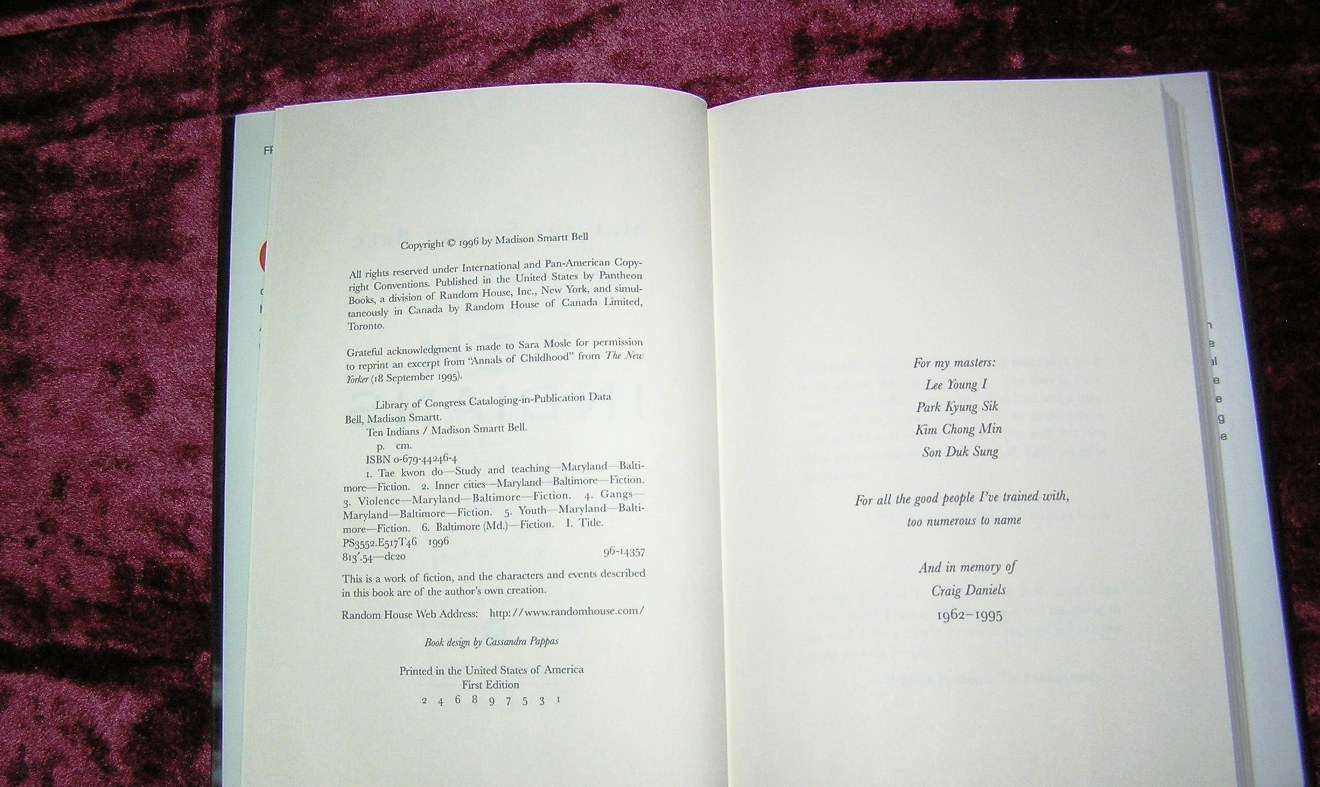 Copyright © 1996 by Madison Smartt Bell
All rights reserved under International and Pan-American Copy-
right Conventions. Published in the United States by Pantheon
Books, a division of Random House, Inc., New York, and simul-
taneously in Canada by Random House of Canada Limited,
Toronto.
Grateful acknowledgment is made to Sara Mosle for permission
to reprint an excerpt from “Annals of Childhood” from The New
Yorker (18 September 1995).
Library of Congress Cataloging-in-Publication Data
Bell, Madison Smartt.
Ten Indians / Madison Smartt Bell.
p. cm.
ISBN 0-679-44246-4
1. Tae kwon do—Study and teaching—Maryland—Balti-
more—Fiction. 2. Inner cities—Maryland—Baltimore—Fiction.
3. Violence—Maryland—Baltimore—Fiction. 4. Gangs—
Maryland—Baltimore—Fiction. 5. Youth—Maryland—Balti-
more—Fiction. 6. Baltimore (Md.)—Fiction. I. Title.
PS3552.E517T46 1996
813'.54—dc20 96-14357
This is a work of fiction, and the characters and events described
in this book are of the author's own creation.
Random House Web Address: http://www.randomhouse.com/
Book design by Cassandra Pappas
Printed in the United States of America
First Edition
2 4 6 8 9 7 5 3 1
For my masters:
Lee Young I
Park Kyung Sik
Kim Chong Min
Son Duk Sung
For all the good people I've trained with,
too numerous to name
And in memory of
Craig Daniels
1962–1995